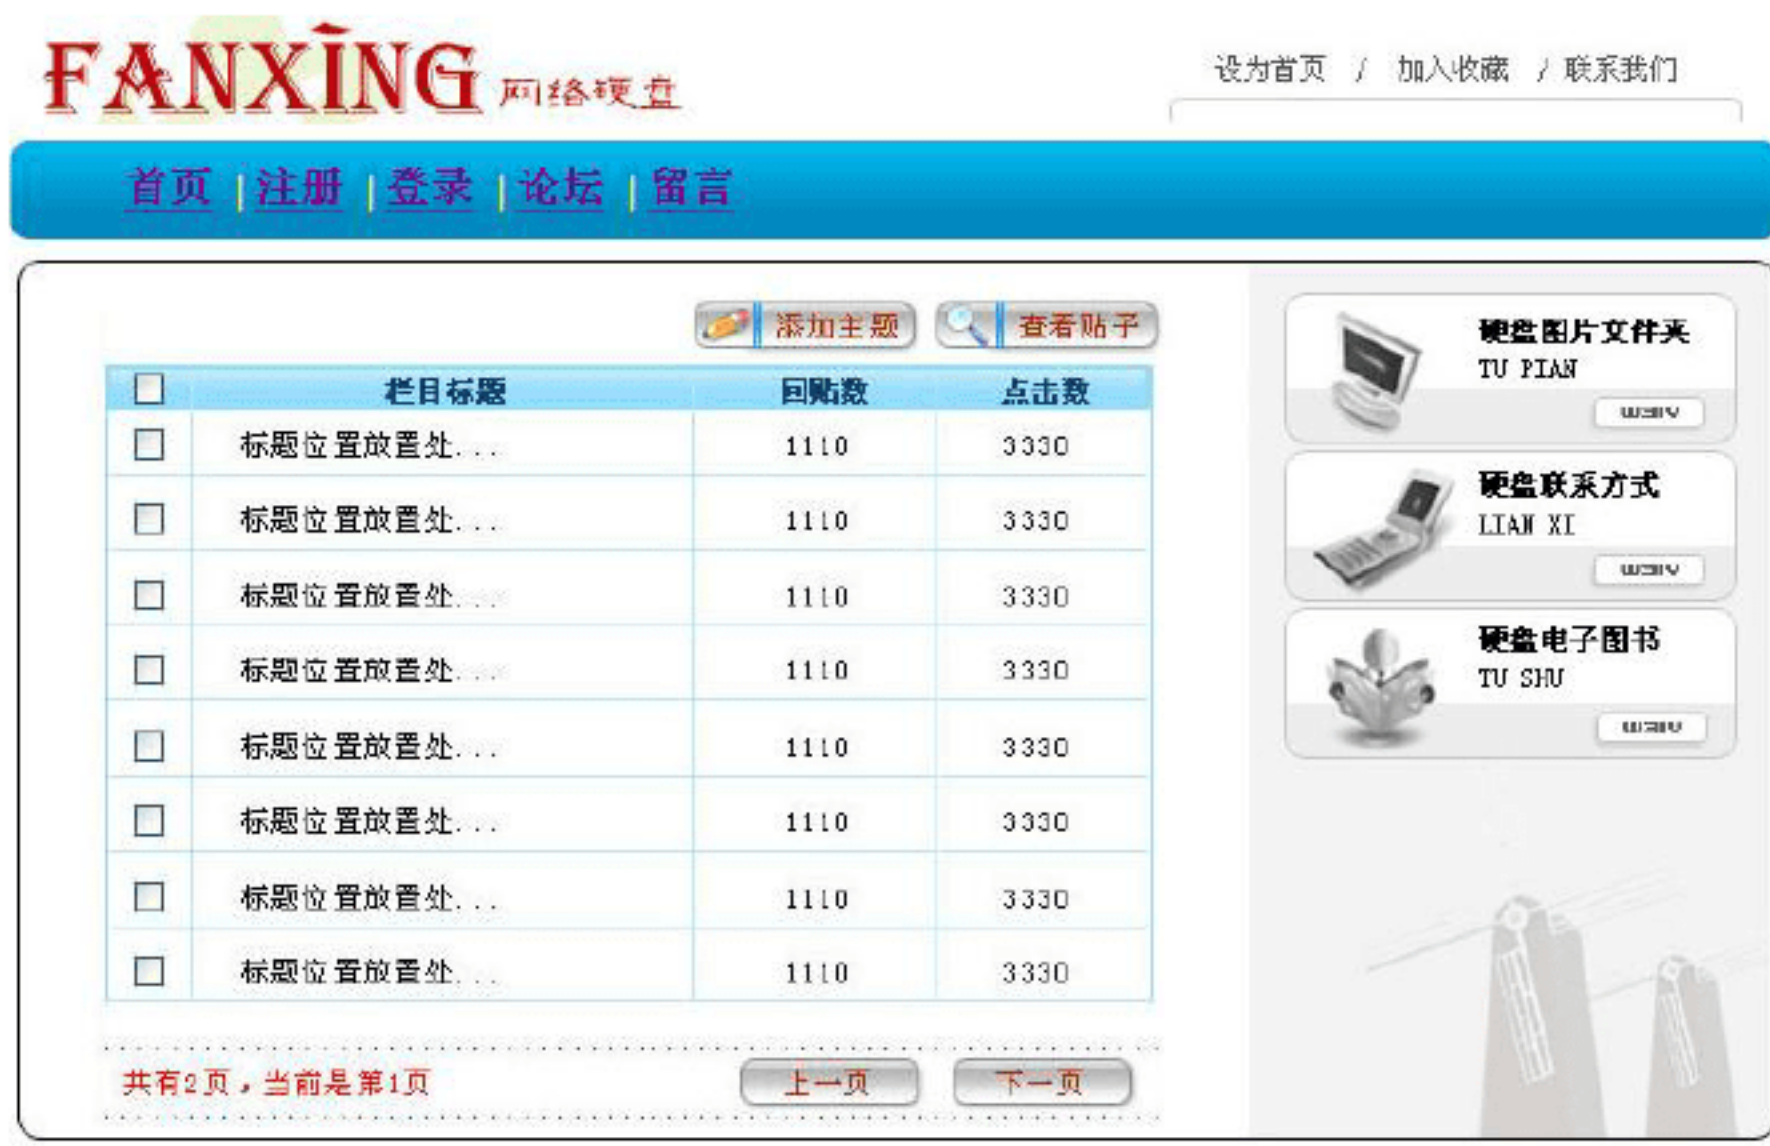 FANXING 网络硬盘
设为首页 / 加入收藏 / 联系我们
首页 | 注册 | 登录 | 论坛 | 留言
添加主题 查看贴子
栏目标题 回贴数 点击数
标题位置放置处... 1110 3330
标题位置放置处... 1110 3330
标题位置放置处... 1110 3330
标题位置放置处... 1110 3330
标题位置放置处... 1110 3330
标题位置放置处... 1110 3330
标题位置放置处... 1110 3330
标题位置放置处... 1110 3330
共有2页，当前是第1页 上一页 下一页
硬盘图片文件夹
TU PIAN
硬盘联系方式
LIAN XI
硬盘电子图书
TU SHU